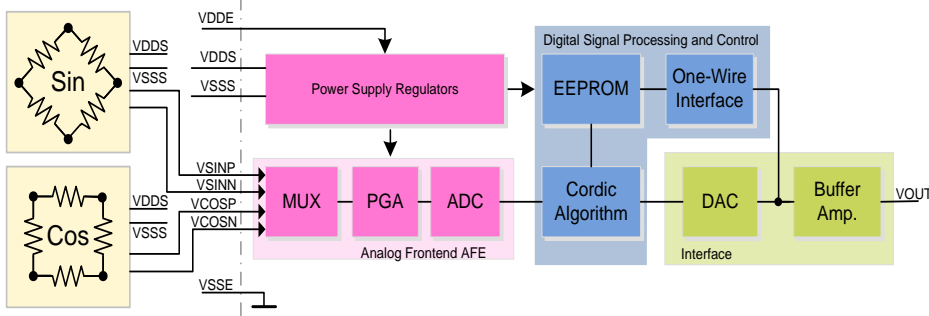 VDDE
Digital Signal Processing and Control
VDDS
VSSS
Sin
VDDS
VSSS
Power Supply Regulators
EEPROM
One-Wire
Interface
VSINP
VSINN
VCOSP
VCOSN
MUX
PGA
ADC
Cordic
Algorithm
DAC
Buffer
Amp.
VOUT
VDDS
VSSS
Cos
Analog Frontend AFE
Interface
VSSE